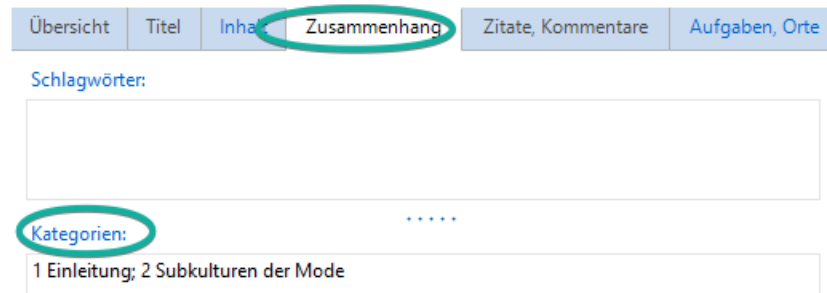 Übersicht Titel Inhalt Zusammenhang Zitate, Kommentare Aufgaben, Orte
Schlagwörter:
Kategorien:
1 Einleitung; 2 Subkulturen der Mode